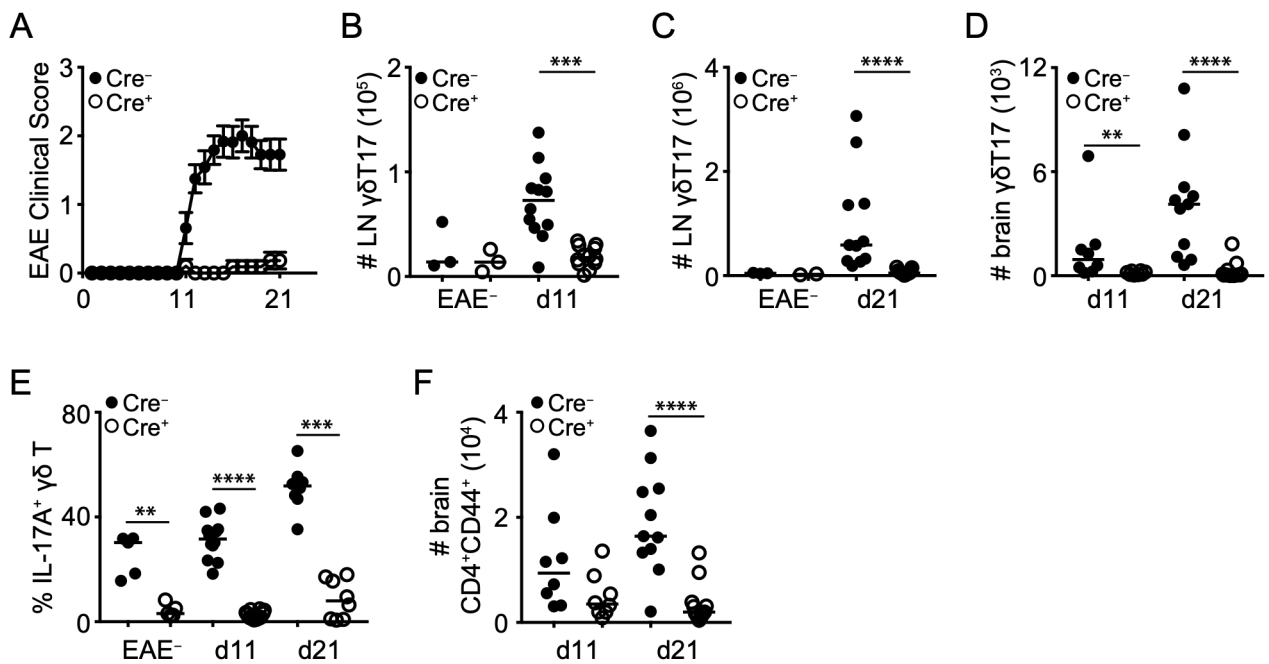 A
EAE Clinical Score
3
2
1
0
Cre⁻
Cre⁺
0 11 21
B
# LN γδT17 (10⁵)
2
1
0
Cre⁻
Cre⁺
***
EAE⁻ d11
C
# LN γδT17 (10⁶)
4
2
0
Cre⁻
Cre⁺
****
EAE⁻ d21
D
# brain γδT17 (10³)
12
6
0
Cre⁻
Cre⁺
**
****
d11 d21
E
% IL-17A⁺ γδ T
80
40
0
Cre⁻
Cre⁺
**
****
***
EAE⁻ d11 d21
F
# brain
CD4⁺CD44⁺ (10⁴)
4
2
0
Cre⁻
Cre⁺
****
d11 d21